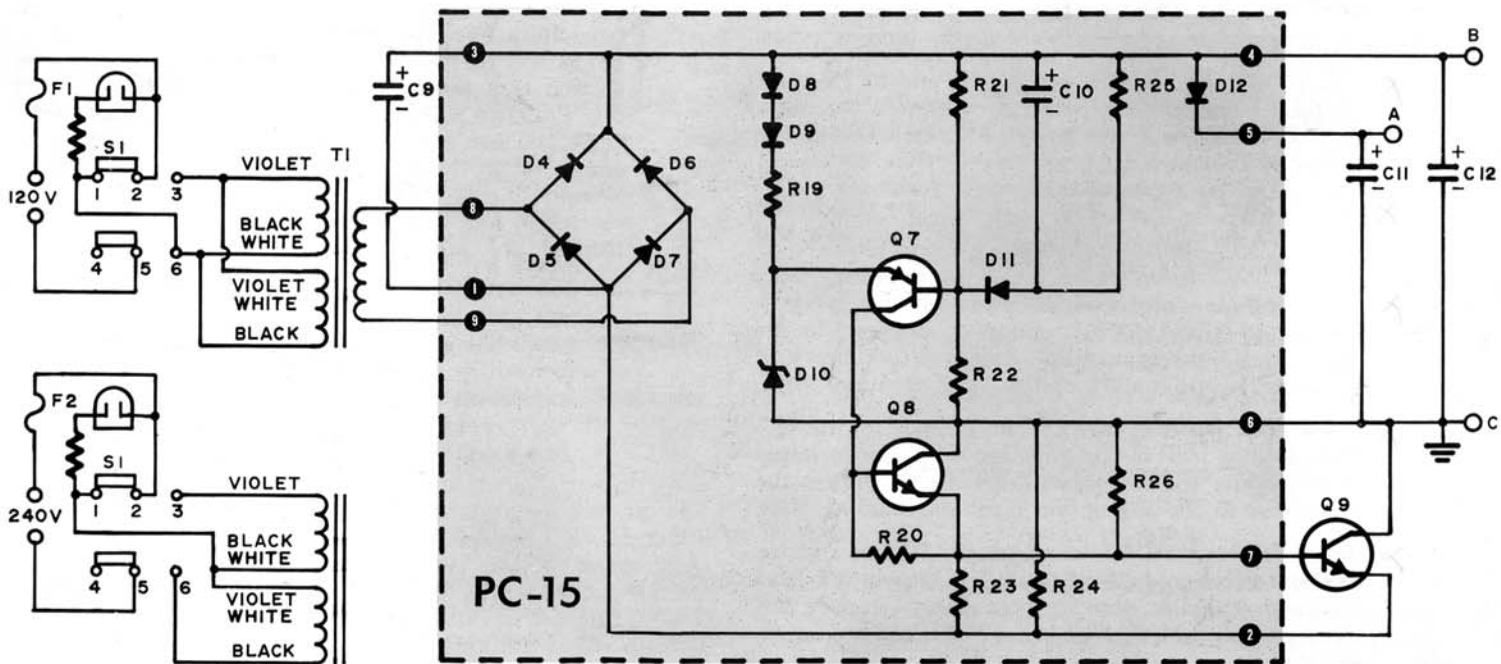 F1
S1
1 2 3
120V
4 5 6
VIOLET
BLACK
WHITE
VIOLET
WHITE
BLACK
T1
F2
S1
1 2 3
240V
4 5 6
VIOLET
BLACK
WHITE
VIOLET
WHITE
BLACK
+
C9
-
3
8
1
9
D4
D6
D5
D7
PC-15
D8
D9
R19
D10
Q7
Q8
R20
R21
D11
R22
R23
+
C10
-
R24
R25
R26
D12
4
5
6
7
2
A
B
C
+
C11
-
+
C12
-
Q9